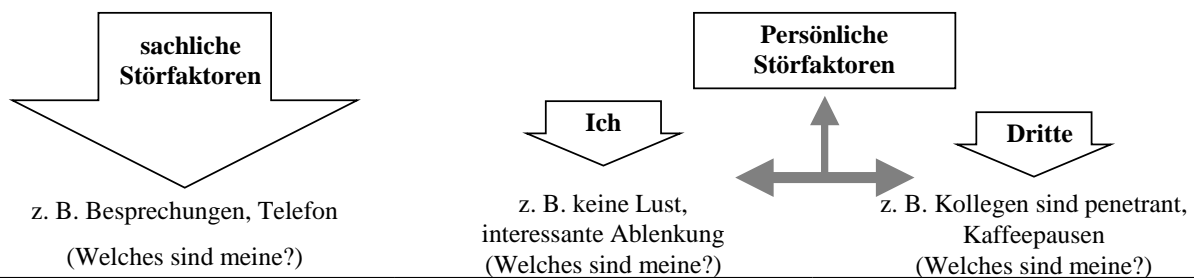 sachliche
Störfaktoren
z. B. Besprechungen, Telefon
(Welches sind meine?)
Persönliche
Störfaktoren
Ich
z. B. keine Lust,
interessante Ablenkung
(Welches sind meine?)
Dritte
z. B. Kollegen sind penetrant,
Kaffeepausen
(Welches sind meine?)